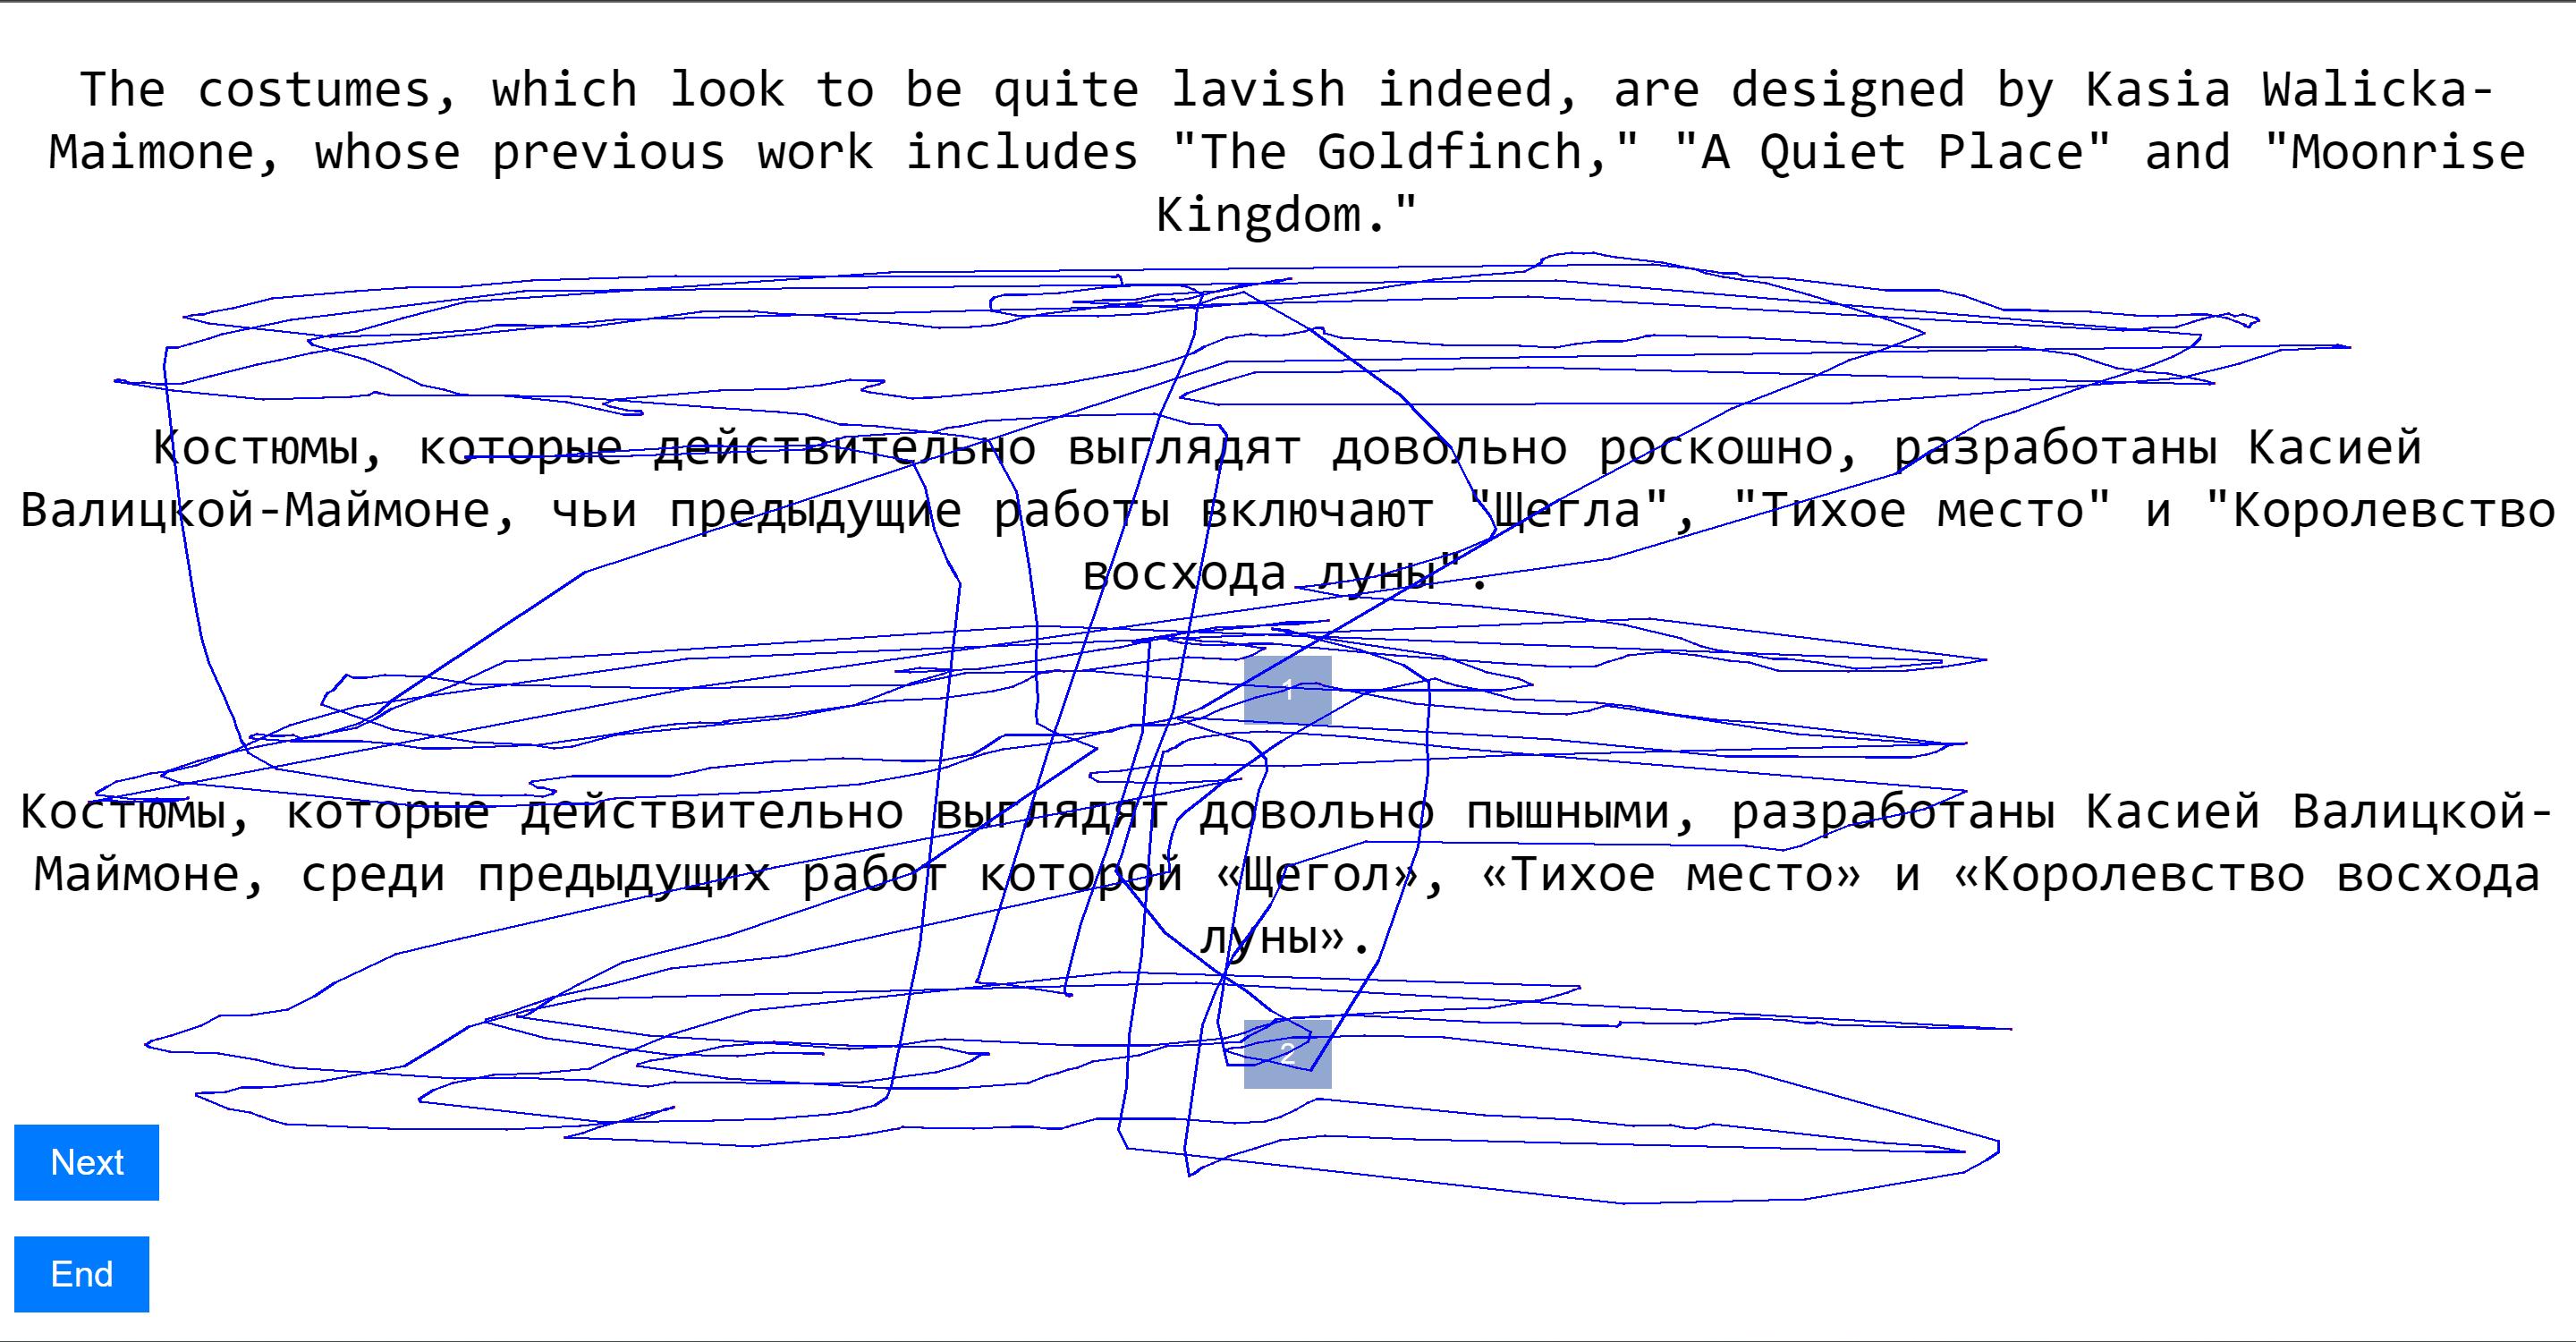 The costumes, which look to be quite lavish indeed, are designed by Kasia Walicka-
Maimone, whose previous work includes "The Goldfinch," "A Quiet Place" and "Moonrise
Kingdom."
Костюмы, которые действительно выглядят довольно роскошно, разработаны Касией
Валицкой-Маймоне, чьи предыдущие работы включают "Щегла", "Тихое место" и "Королевство
восхода луны".
1
Костюмы, которые действительно выглядят довольно пышными, разработаны Касией Валицкой-
Маймоне, среди предыдущих работ которой «Щегол», «Тихое место» и «Королевство восхода
луны».
2
Next
End